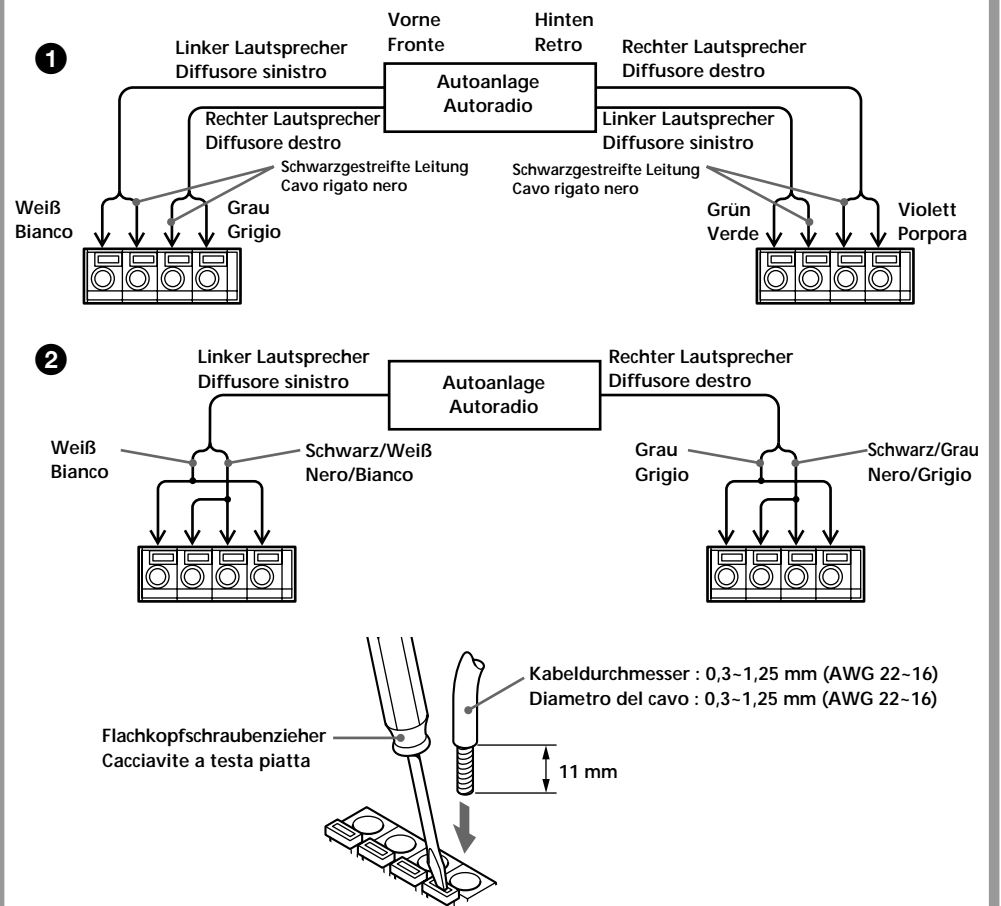 Vorne
Fronte
Hinten
Retro
1
Linker Lautsprecher
Diffusore sinistro
Autoanlage
Autoradio
Rechter Lautsprecher
Diffusore destro
Rechter Lautsprecher
Diffusore destro
Linker Lautsprecher
Diffusore sinistro
Schwarzgestreifte Leitung
Cavo rigato nero
Schwarzgestreifte Leitung
Cavo rigato nero
Weiß
Bianco
Grau
Grigio
Grün
Verde
Violett
Porpora
2
Linker Lautsprecher
Diffusore sinistro
Autoanlage
Autoradio
Rechter Lautsprecher
Diffusore destro
Weiß
Bianco
Schwarz/Weiß
Nero/Bianco
Grau
Grigio
Schwarz/Grau
Nero/Grigio
Kabeldurchmesser : 0,3~1,25 mm (AWG 22~16)
Diametro del cavo : 0,3~1,25 mm (AWG 22~16)
Flachkopfschraubenzieher
Cacciavite a testa piatta
11 mm